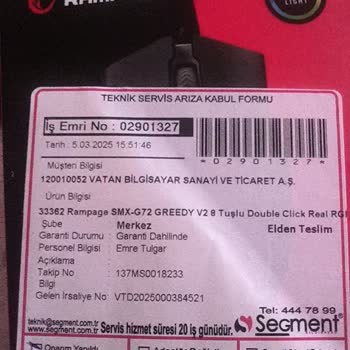 LIGHT
TEKNİK SERVİS ARIZA KABUL FORMU
İş Emri No : 02901327
Tarih : 5.03.2025 15:51:46
*02901327*
Müşteri Bilgisi
120010052 VATAN BİLGİSAYAR SANAYİ VE TİCARET A.Ş.
Ürün Bilgisi
33362 Rampage SMX-G72 GREEDY V2 8 Tuşlu Double Click Real RG
Şube : Merkez Elden Teslim
Garanti Durumu : Garanti Dahilinde
Personel Bilgisi : Emre Tulgar
Açıklama :
Takip No : 137MS0018233
Bilgi
Gelen İrsaliye No: VTD2025000384521
Tel: 444 78 99
teknik@segment.com.tr
www.segment.com.tr Servis hizmet süresi 20 iş günüdür. Segment
Onarım Yapıldı